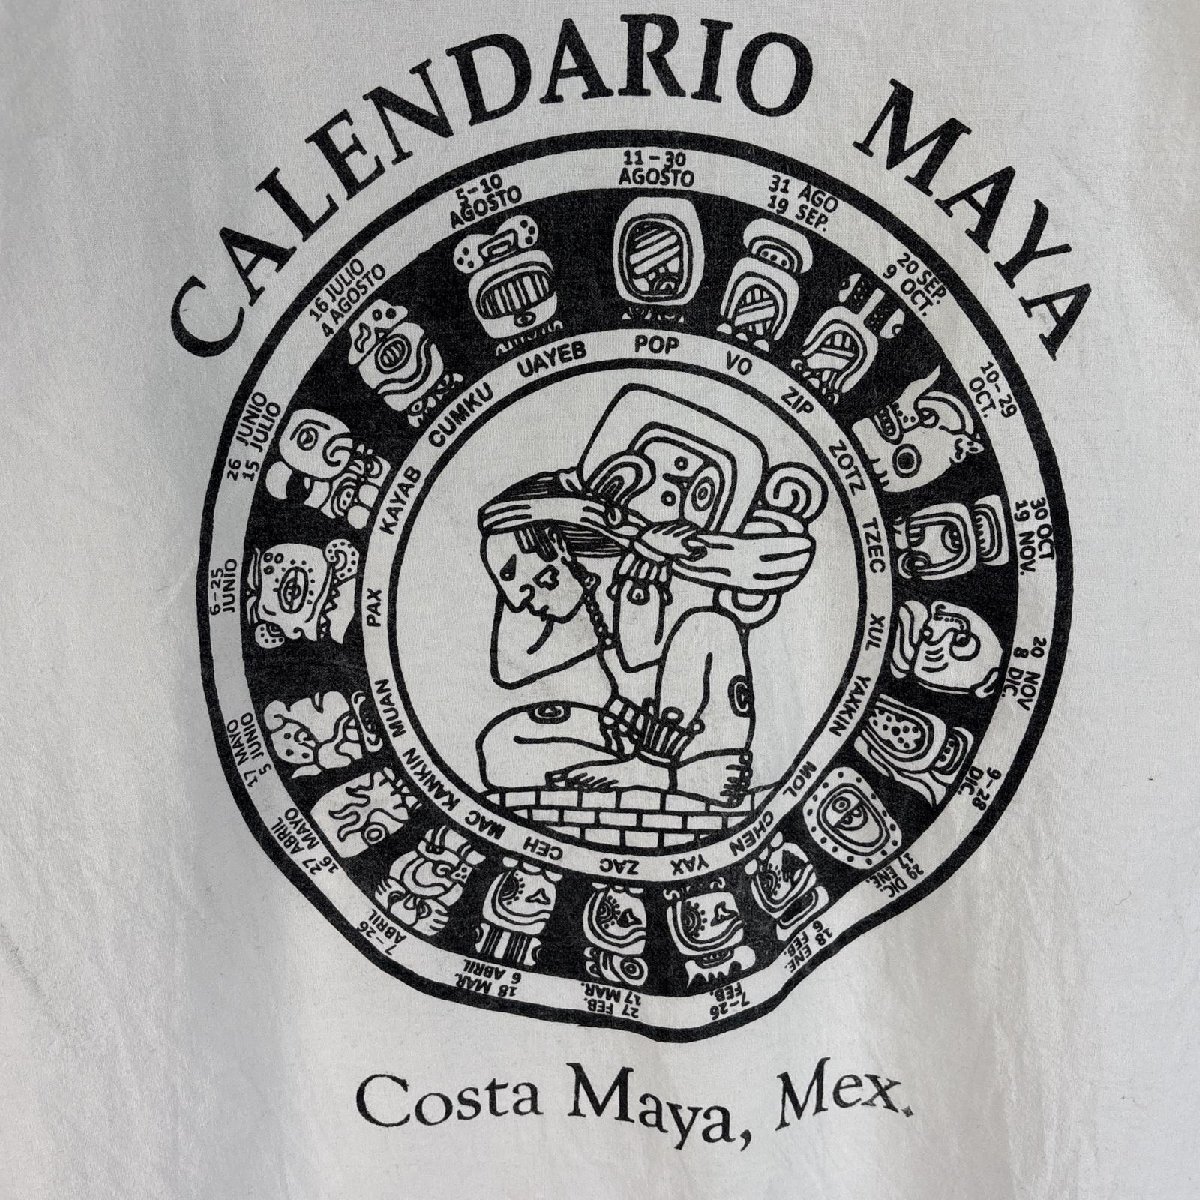 CALENDARIO MAYA
11-30
AGOSTO
31 AGO
19 SEP.
20 SEP.
9 OCT.
10-29
OCT.
30 OCT
19 NOV.
20 NOV
8 DIC.
9-28
DIC.
29 DIC
17 ENE.
18 ENE.
6 FEB.
7-26
FEB.
27 FEB
17 MAR.
18 MAR.
6 ABRIL
7-26
ABRIL
27 ABRIL
16 MAYO
17 MAYO
5 JUNIO
6-25
JUNIO
26 JUNIO
15 JULIO
16 JULIO
4 AGOSTO
5-10
AGOSTO
POP
VO
ZIP
ZOTZ
TZEC
XUL
YAXKIN
MOL
CHEN
YAX
ZAC
CEH
MAC
KANKIN
MUAN
PAX
KAYAB
CUMKU
UAYEB
Costa Maya, Mex.